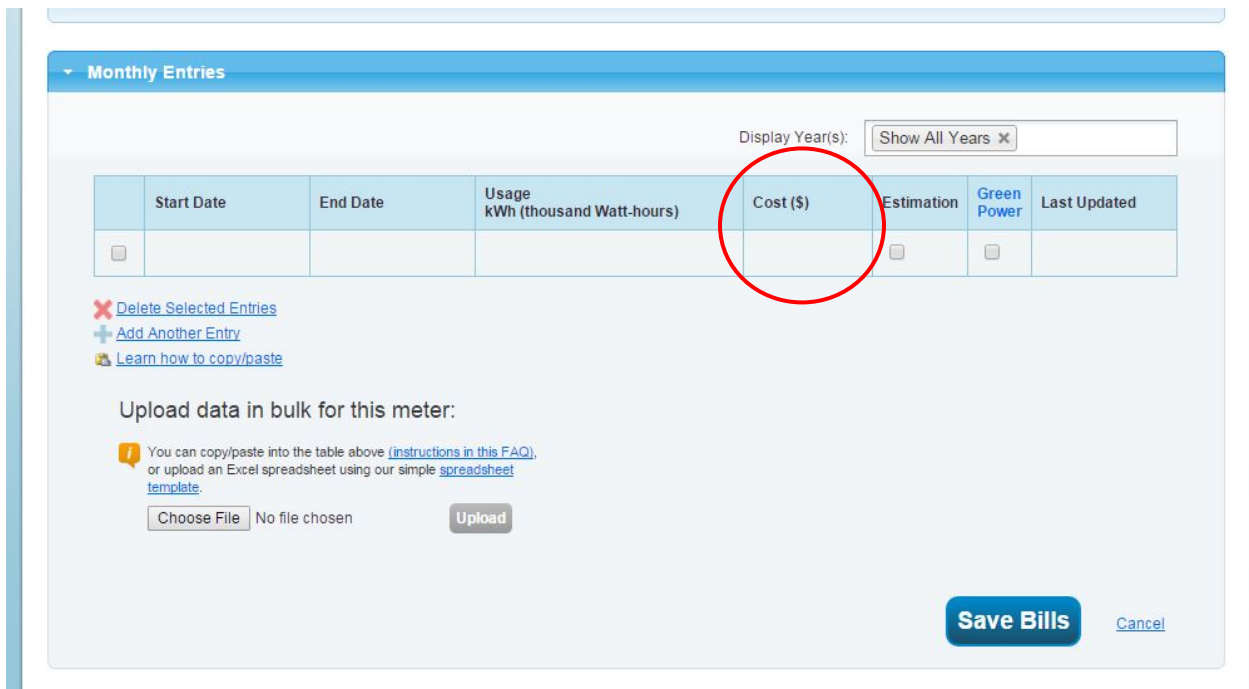 Monthly Entries
Display Year(s): Show All Years ×
Start Date End Date Usage kWh (thousand Watt-hours) Cost ($) Estimation Green Power Last Updated
Delete Selected Entries
Add Another Entry
Learn how to copy/paste
Upload data in bulk for this meter:
You can copy/paste into the table above (instructions in this FAQ),
or upload an Excel spreadsheet using our simple spreadsheet
template.
Choose File No file chosen Upload
Save Bills Cancel